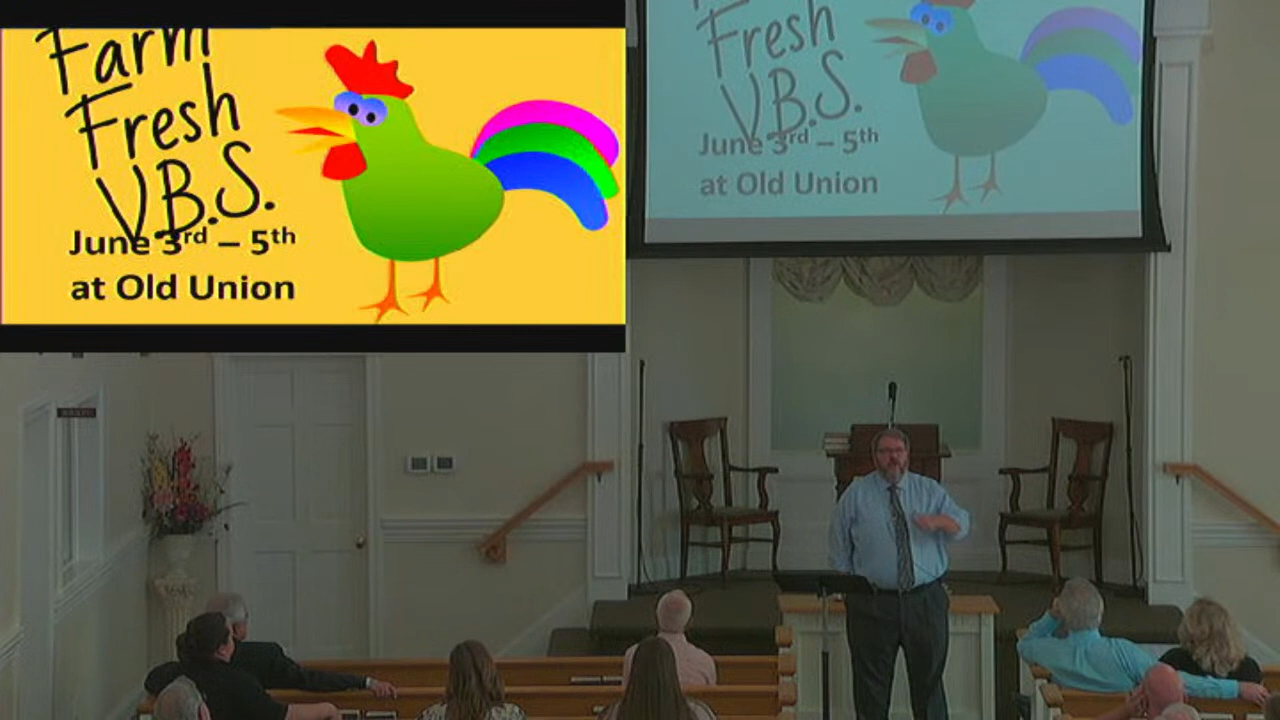 Farm
Fresh
V.B.S.
June 3rd – 5th
at Old Union
Fresh
V.B.S.
June 3rd – 5th
at Old Union